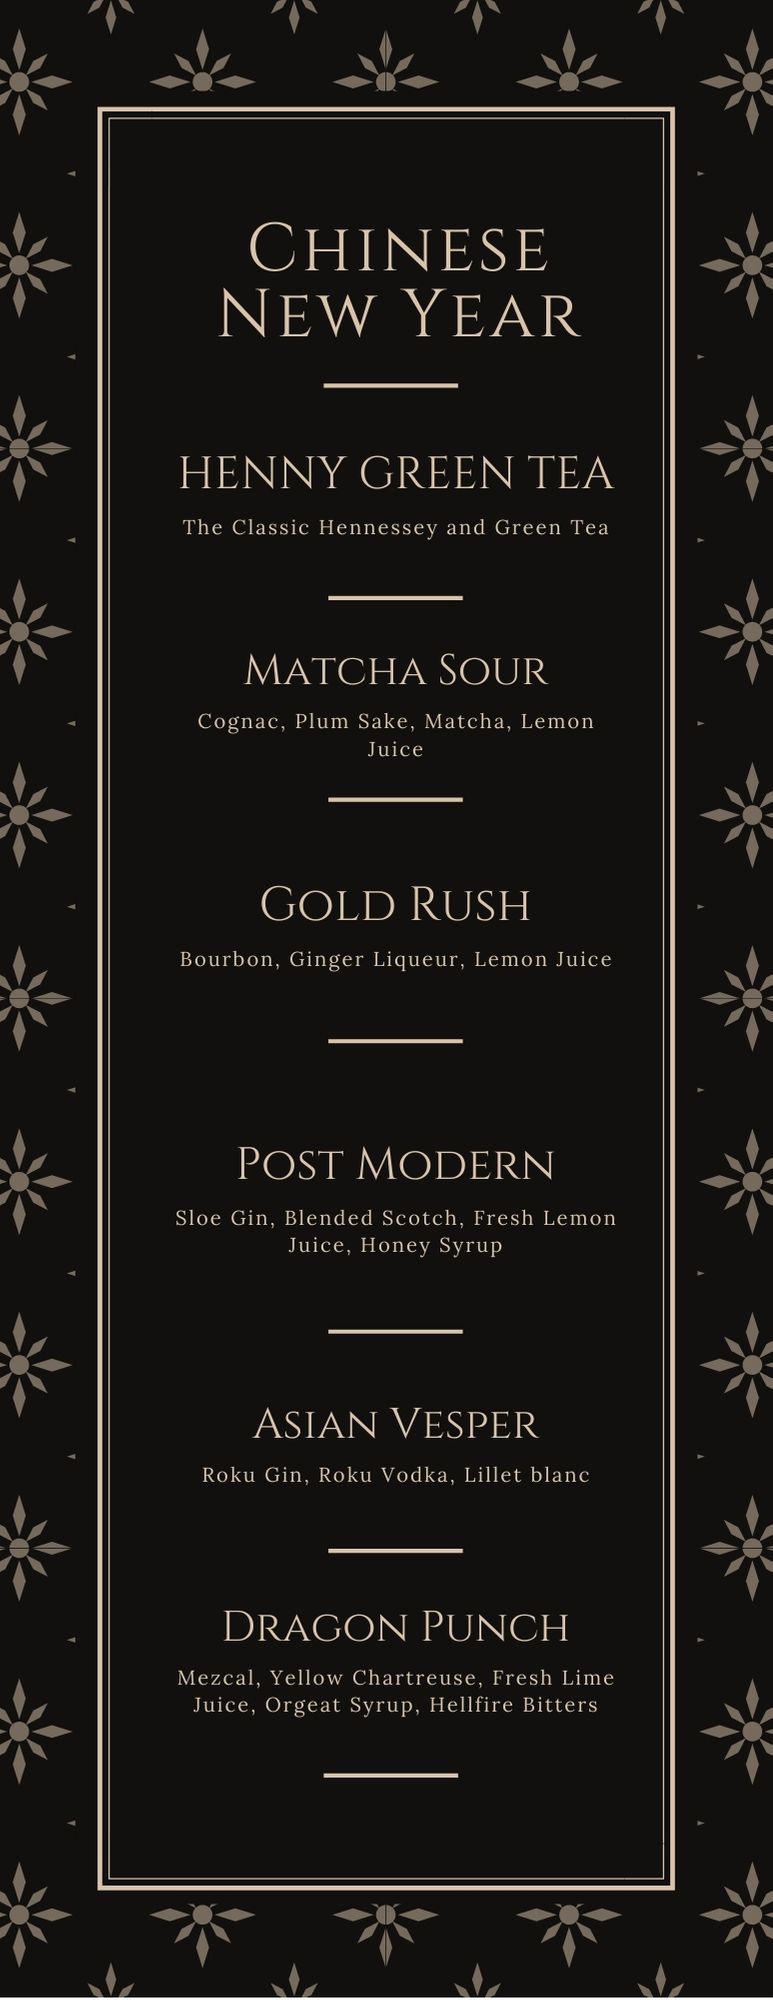 CHINESE
NEW YEAR
HENNY GREEN TEA
The Classic Hennessey and Green Tea
MATCHA SOUR
Cognac, Plum Sake, Matcha, Lemon
Juice
GOLD RUSH
Bourbon, Ginger Liqueur, Lemon Juice
POST MODERN
Sloe Gin, Blended Scotch, Fresh Lemon
Juice, Honey Syrup
ASIAN VESPER
Roku Gin, Roku Vodka, Lillet blanc
DRAGON PUNCH
Mezcal, Yellow Chartreuse, Fresh Lime
Juice, Orgeat Syrup, Hellfire Bitters